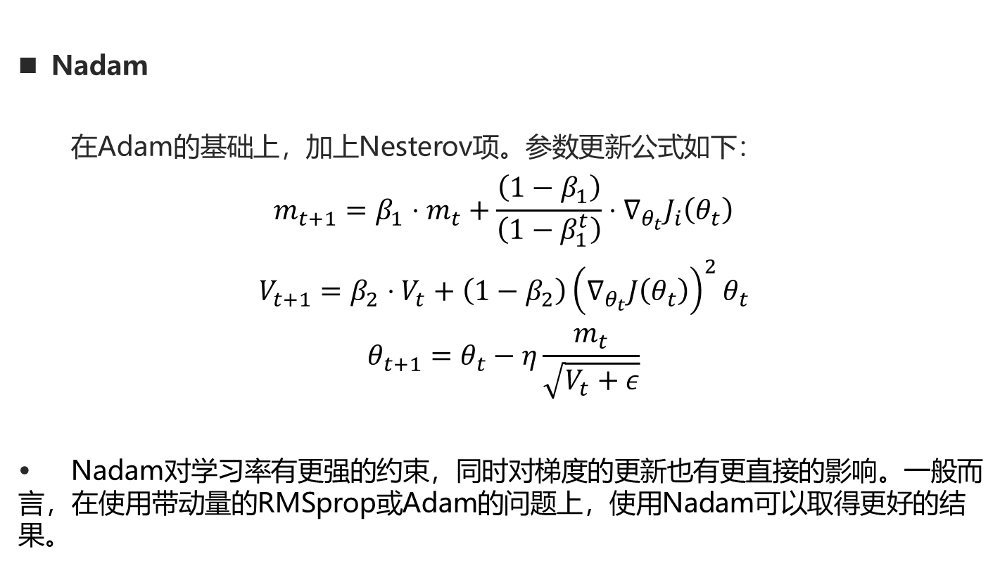 ■ Nadam
在Adam的基础上，加上Nesterov项。参数更新公式如下：
$m_{t+1} = \beta_1 \cdot m_t + \frac{(1-\beta_1)}{(1-\beta_1^t)} \cdot \nabla_{\theta_t} J_i(\theta_t)$
$V_{t+1} = \beta_2 \cdot V_t + (1-\beta_2) \left( \nabla_{\theta_t} J(\theta_t) \right)^2 \theta_t$
$\theta_{t+1} = \theta_t - \eta \frac{m_t}{\sqrt{V_t + \epsilon}}$
• Nadam对学习率有更强的约束，同时对梯度的更新也有更直接的影响。一般而
言，在使用带动量的RMSprop或Adam的问题上，使用Nadam可以取得更好的结
果。